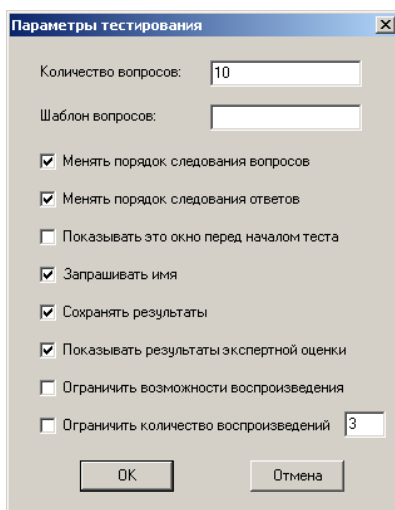 Параметры тестирования
Количество вопросов: 10
Шаблон вопросов:
Менять порядок следования вопросов
Менять порядок следования ответов
Показывать это окно перед началом теста
Запрашивать имя
Сохранять результаты
Показывать результаты экспертной оценки
Ограничить возможности воспроизведения
Ограничить количество воспроизведений 3
OK Отмена